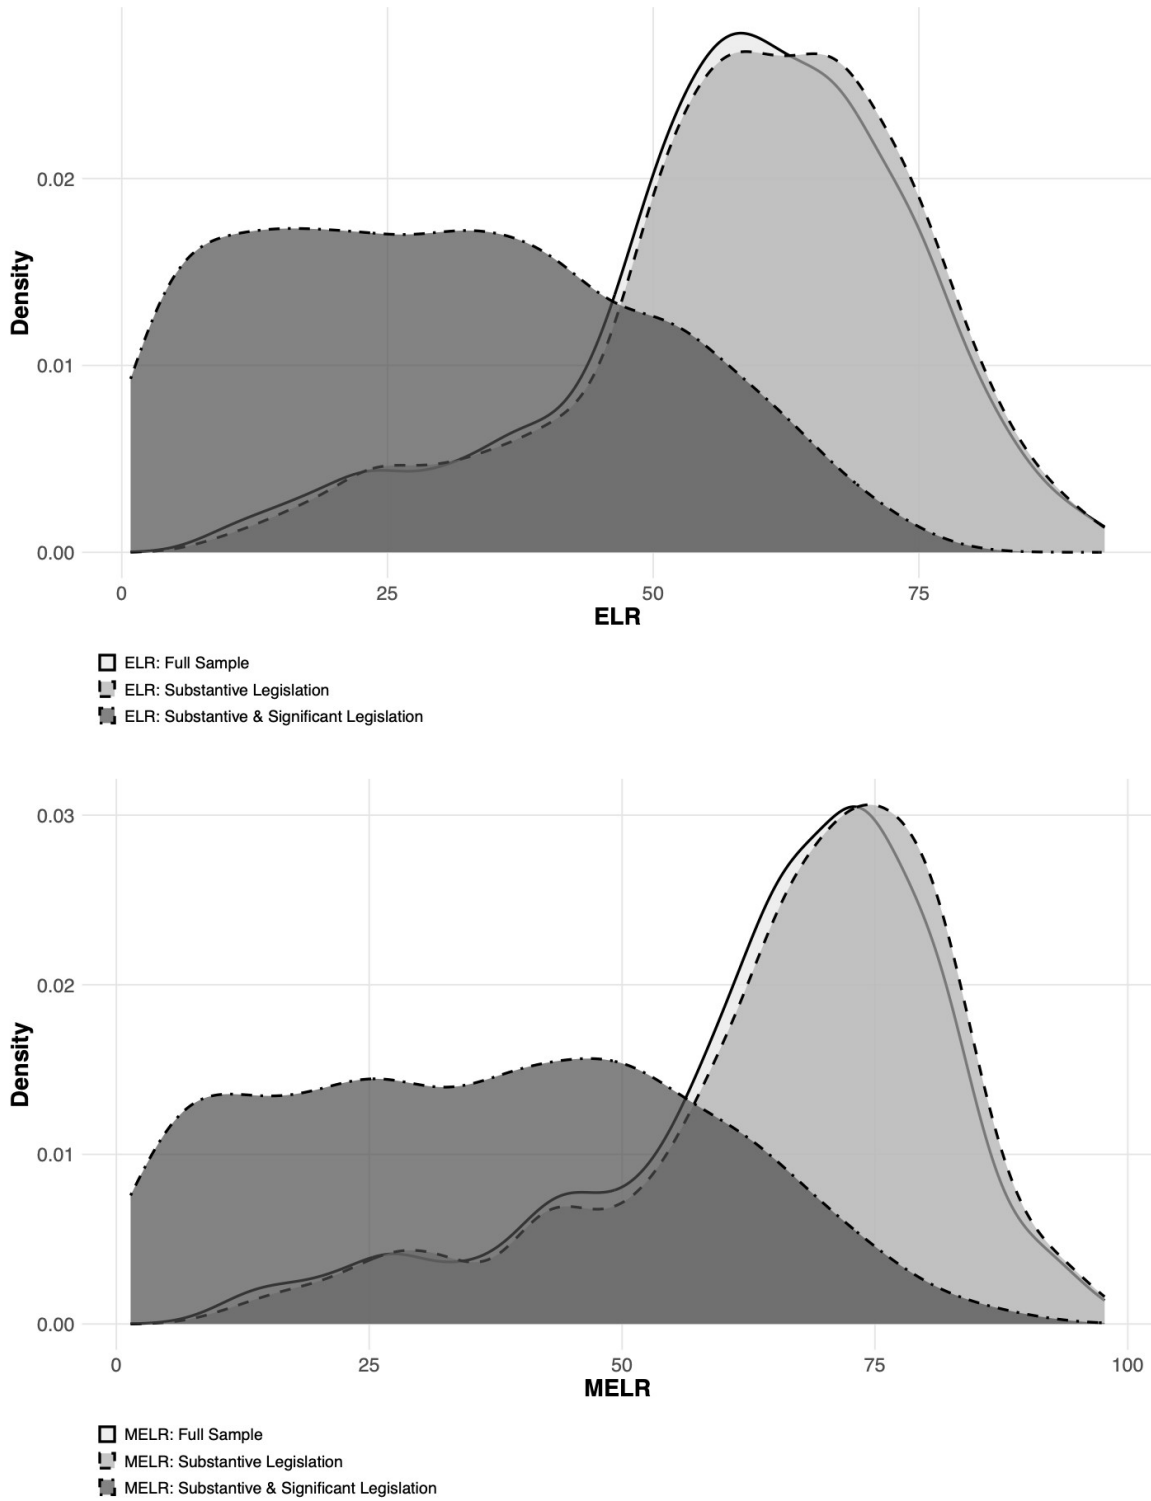 Density
0.02
0.01
0.00
0 25 50 75
ELR
ELR: Full Sample
ELR: Substantive Legislation
ELR: Substantive & Significant Legislation
Density
0.03
0.02
0.01
0.00
0 25 50 75 100
MELR
MELR: Full Sample
MELR: Substantive Legislation
MELR: Substantive & Significant Legislation